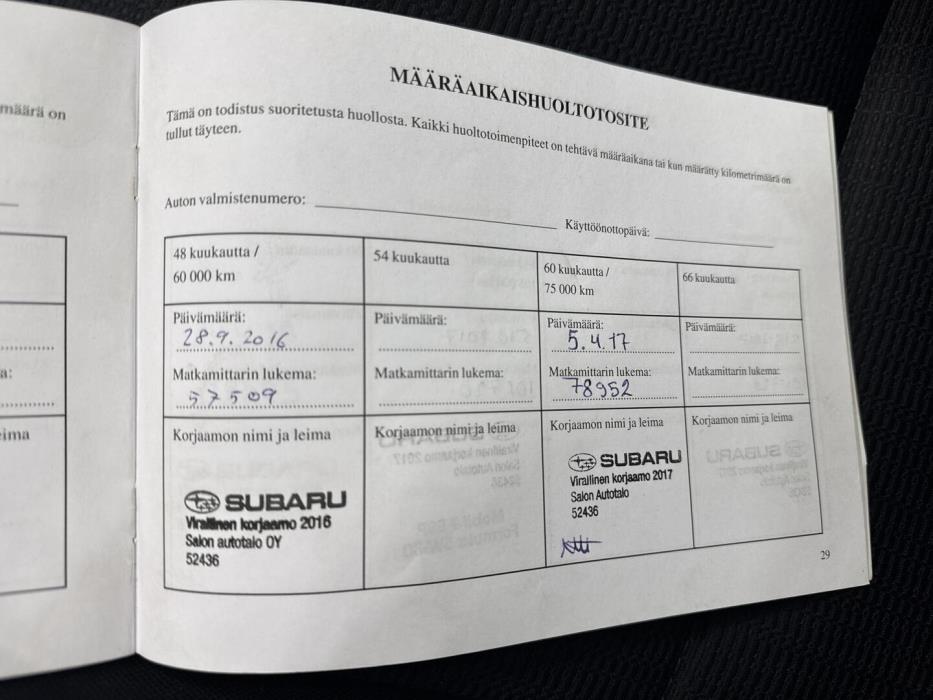 määrä on
a:
eima
MÄÄRÄAIKAISHUOLTOTOSITE
Tämä on todistus suoritetusta huollosta. Kaikki huoltotoimenpiteet on tehtävä määräaikana tai kun määrätty kilometrimäärä on
tullut täyteen.
Auton valmistenumero:
Käyttöönottopäivä:
48 kuukautta /
60 000 km
Päivämäärä:
28.9.2016
Matkamittarin lukema:
57509
Korjaamon nimi ja leima
SUBARU
Virallinen korjaamo 2016
Salon autotalo OY
52436
54 kuukautta
Päivämäärä:
Matkamittarin lukema:
Korjaamon nimi ja leima
60 kuukautta /
75 000 km
Päivämäärä:
5.4.17
Matkamittarin lukema:
78952
Korjaamon nimi ja leima
SUBARU
Virallinen korjaamo 2017
Salon Autotalo
52436
66 kuukautta
Päivämäärä:
Matkamittarin lukema:
Korjaamon nimi ja leima
29